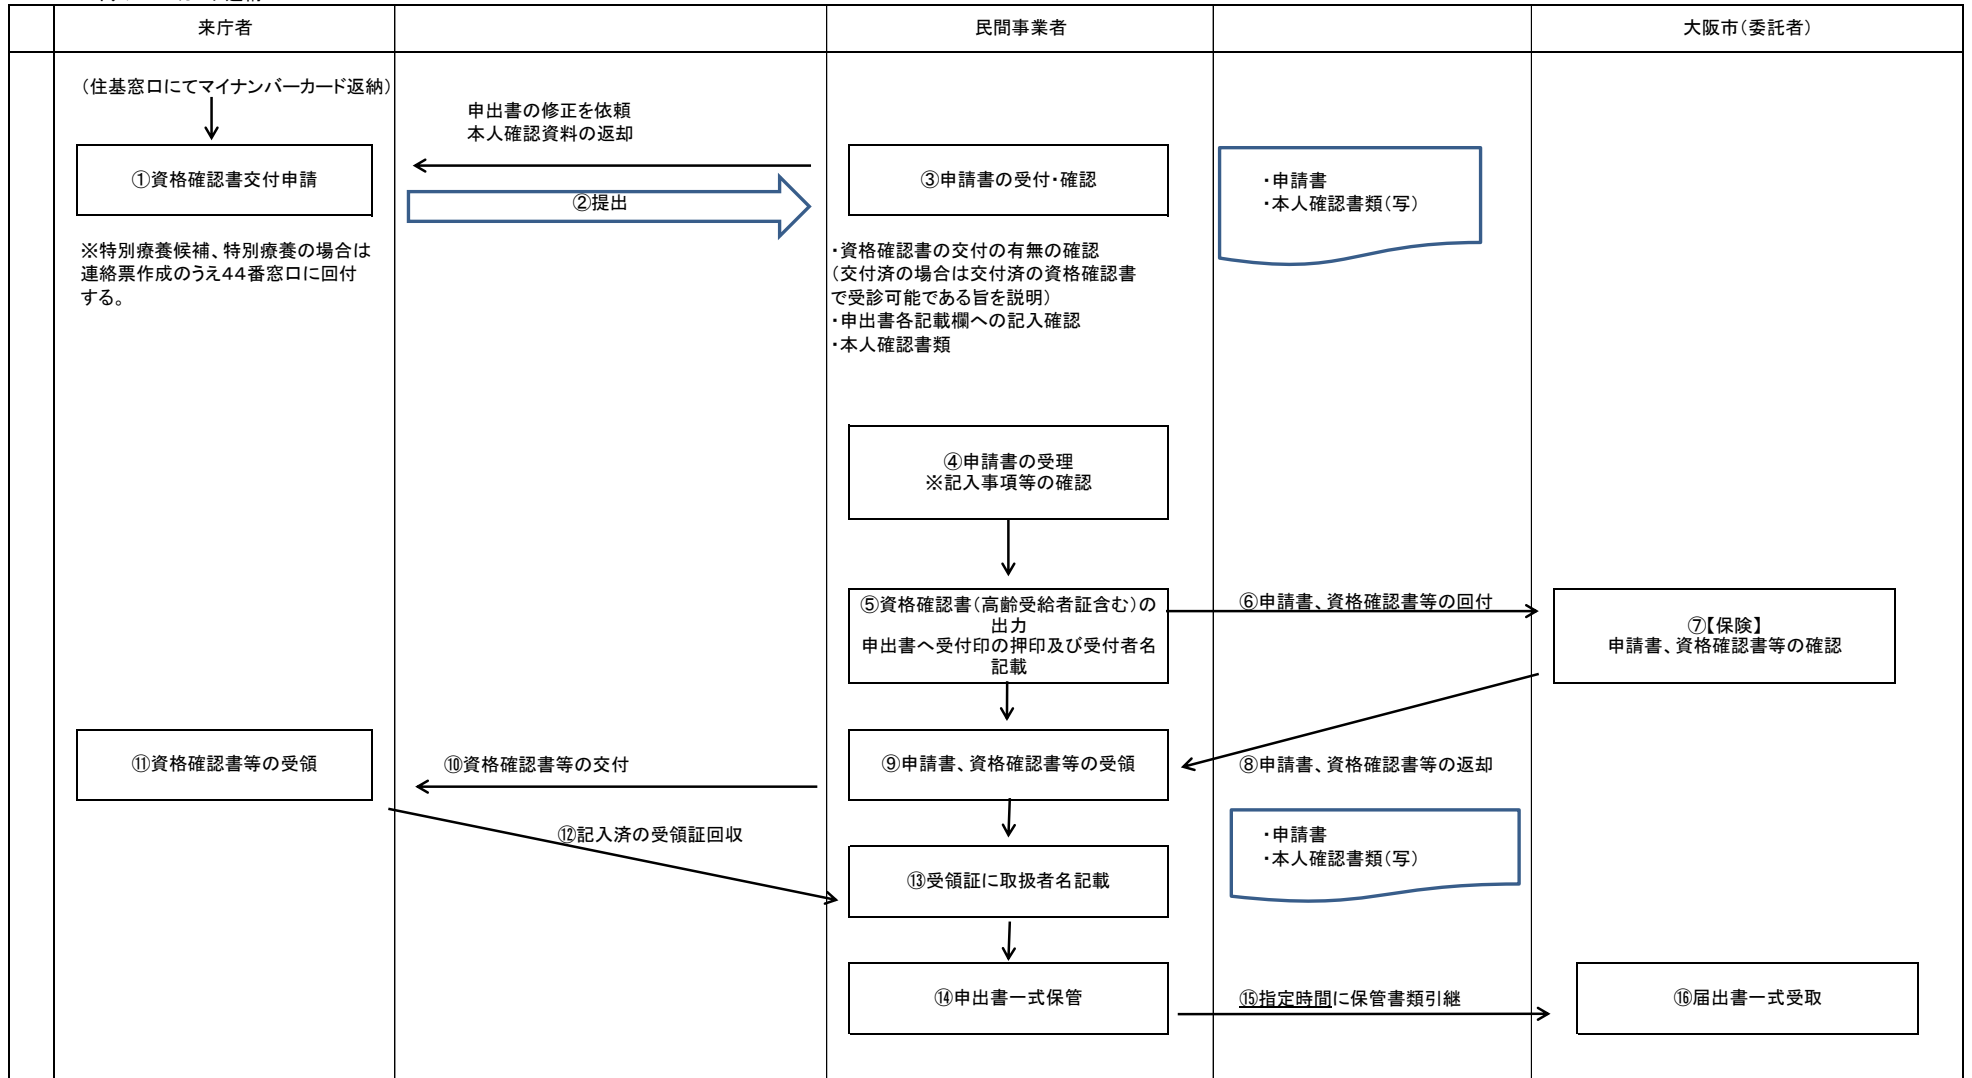 来庁者
民間事業者
大阪市(委託者)
(住基窓口にてマイナンバーカード返納)
申出書の修正を依頼
本人確認資料の返却
①資格確認書交付申請
②提出
③申請書の受付・確認
・申請書
・本人確認書類(写)
※特別療養候補、特別療養の場合は
連絡票作成のうえ44番窓口に回付
する。
・資格確認書の交付の有無の確認
(交付済の場合は交付済の資格確認書
で受診可能である旨を説明)
・申出書各記載欄への記入確認
・本人確認書類
④申請書の受理
※記入事項等の確認
⑤資格確認書(高齢受給者証含む)の
出力
申出書へ受付印の押印及び受付者名
記載
⑥申請書、資格確認書等の回付
⑦【保険】
申請書、資格確認書等の確認
⑪資格確認書等の受領
⑩資格確認書等の交付
⑨申請書、資格確認書等の受領
⑧申請書、資格確認書等の返却
⑫記入済の受領証回収
・申請書
・本人確認書類(写)
⑬受領証に取扱者名記載
⑭申出書一式保管
⑮指定時間に保管書類引継
⑯届出書一式受取